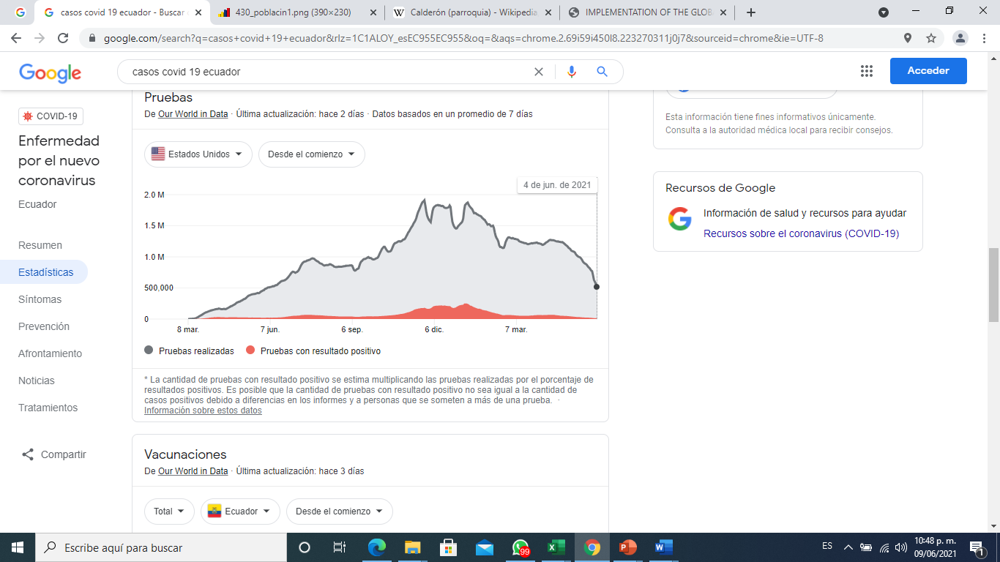 casos covid 19 ecuador - Buscar
430_poblacin1.png (390×230)
Calderón (parroquia) - Wikipedia,
IMPLEMENTATION OF THE GLOB
google.com/search?q=casos+covid+19+ecuador&rlz=1C1ALOY_esEC955EC955&oq=&aqs=chrome.2.69i59i450l8.223270311j0j7&sourceid=chrome&ie=UTF-8
Google
casos covid 19 ecuador
Acceder
COVID-19
Enfermedad
por el nuevo
coronavirus
Ecuador
Resumen
Estadísticas
Síntomas
Prevención
Afrontamiento
Noticias
Tratamientos
Compartir
Pruebas
De Our World in Data · Última actualización: hace 2 días · Datos basados en un promedio de 7 días
Estados Unidos
Desde el comienzo
4 de jun. de 2021
2.0 M
1.5 M
1.0 M
500,000
0
8 mar.
7 jun.
6 sep.
6 dic.
7 mar.
Pruebas realizadas
Pruebas con resultado positivo
* La cantidad de pruebas con resultado positivo se estima multiplicando las pruebas realizadas por el porcentaje de
resultados positivos. Es posible que la cantidad de pruebas con resultado positivo no sea igual a la cantidad de
casos positivos debido a diferencias en los informes y a personas que se someten a más de una prueba. ·
Información sobre estos datos
Vacunaciones
De Our World in Data · Última actualización: hace 3 días
Total
Ecuador
Desde el comienzo
Esta información tiene fines informativos únicamente.
Consulta a la autoridad médica local para recibir consejos.
Recursos de Google
Información de salud y recursos para ayudar
Recursos sobre el coronavirus (COVID-19)
Escribe aquí para buscar
99
ES
10:48 p. m.
09/06/2021
1